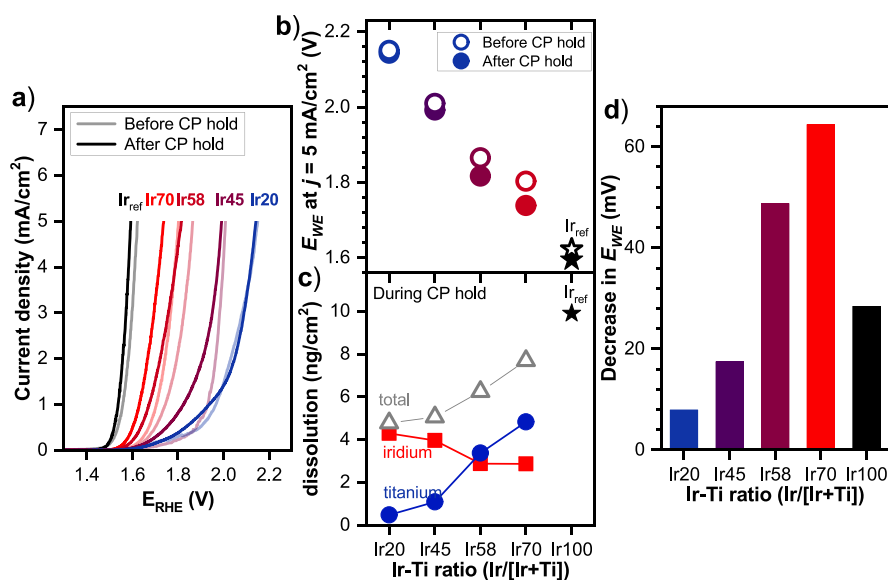 a)
Before CP hold
After CP hold
Ir_ref Ir70 Ir58 Ir45 Ir20
Current density (mA/cm²)
7
6
5
4
3
2
1
0
1.4 1.6 1.8 2.0 2.2
E_RHE (V)
b)
Before CP hold
After CP hold
E_WE at j = 5 mA/cm² (V)
2.2
2.0
1.8
1.6
Ir_ref
c)
During CP hold
Ir_ref
dissolution (ng/cm²)
10
8
6
4
2
0
total
iridium
titanium
Ir20 Ir45 Ir58 Ir70 Ir100
Ir-Ti ratio (Ir/[Ir+Ti])
d)
Decrease in E_WE (mV)
60
40
20
0
Ir20 Ir45 Ir58 Ir70 Ir100
Ir-Ti ratio (Ir/[Ir+Ti])